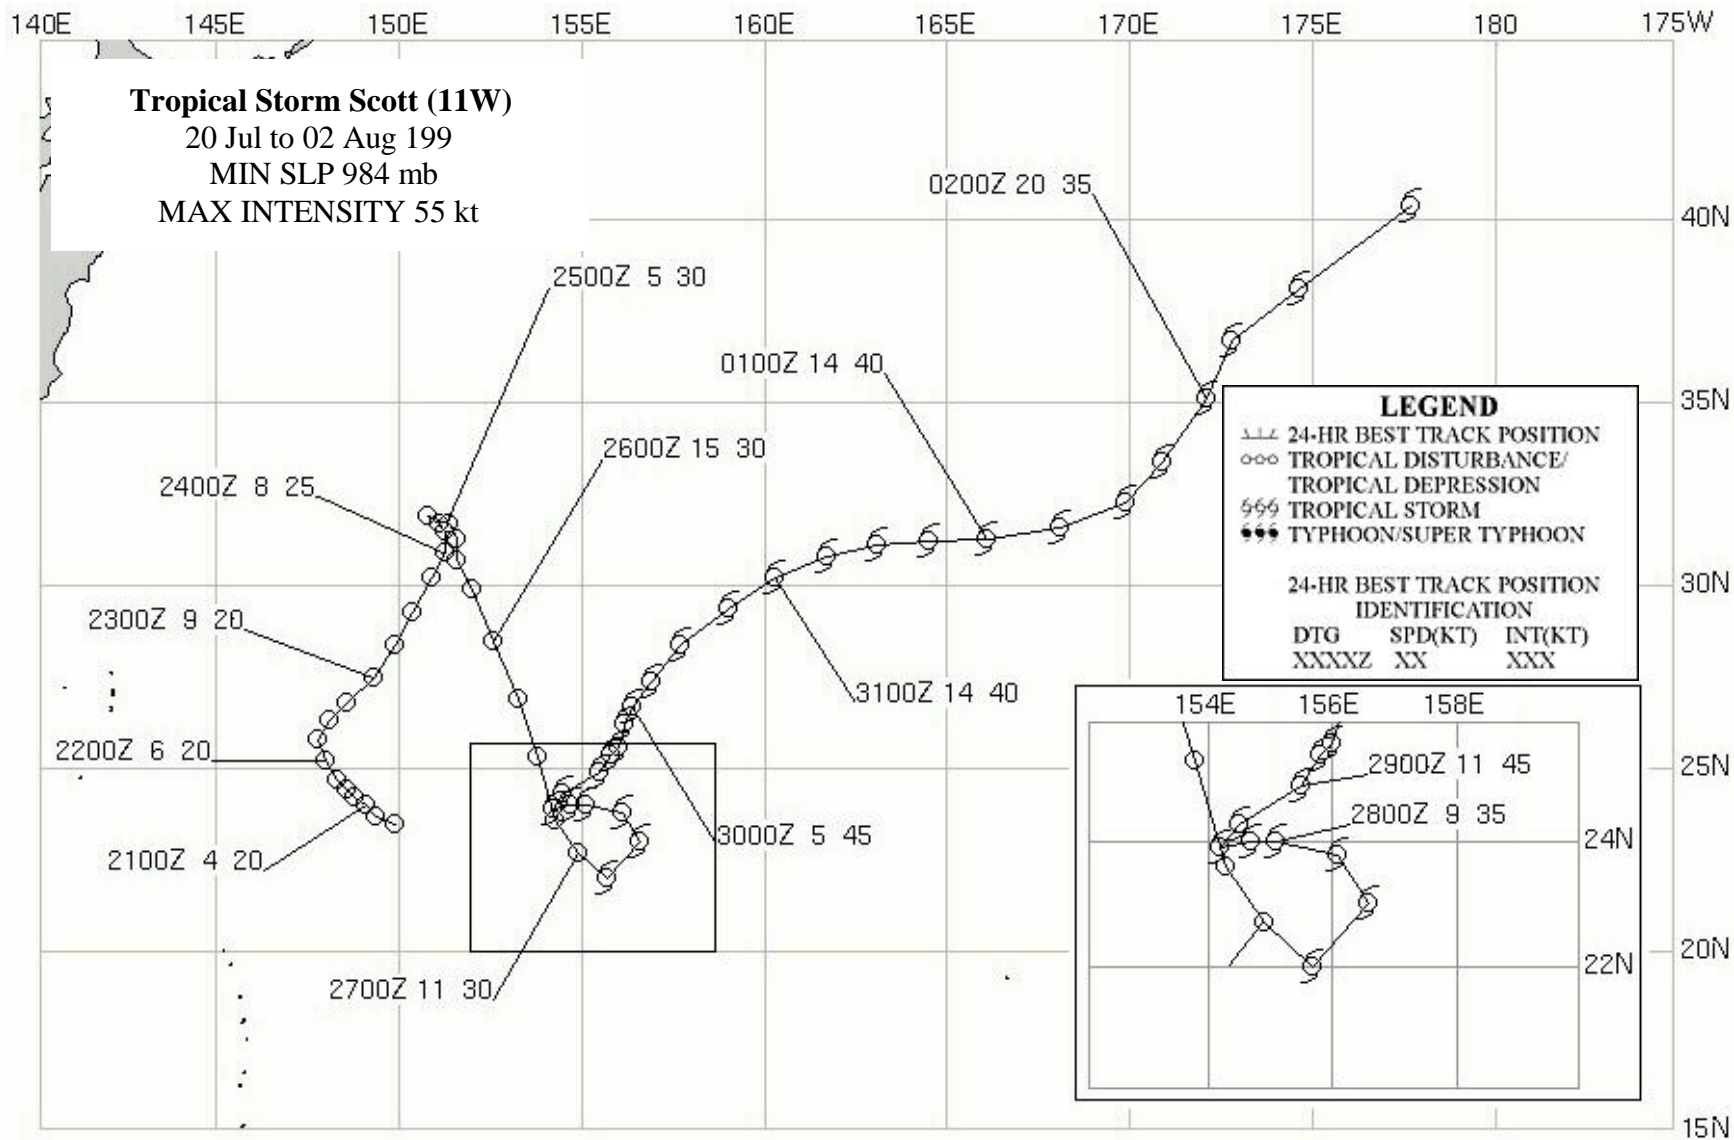 140E 145E 150E 155E 160E 165E 170E 175E 180 175W
Tropical Storm Scott (11W)
20 Jul to 02 Aug 199
MIN SLP 984 mb
MAX INTENSITY 55 kt
0200Z 20 35
40N
2500Z 5 30
0100Z 14 40
35N
2600Z 15 30
2400Z 8 25
LEGEND
24-HR BEST TRACK POSITION
TROPICAL DISTURBANCE/
TROPICAL DEPRESSION
TROPICAL STORM
TYPHOON/SUPER TYPHOON
24-HR BEST TRACK POSITION
IDENTIFICATION
DTG SPD(KT) INT(KT)
XXXXZ XX XXX
30N
2300Z 9 20
3100Z 14 40
2200Z 6 20
25N
2100Z 4 20
3000Z 5 45
2700Z 11 30
154E 156E 158E
2900Z 11 45
2800Z 9 35
24N
22N
20N
15N